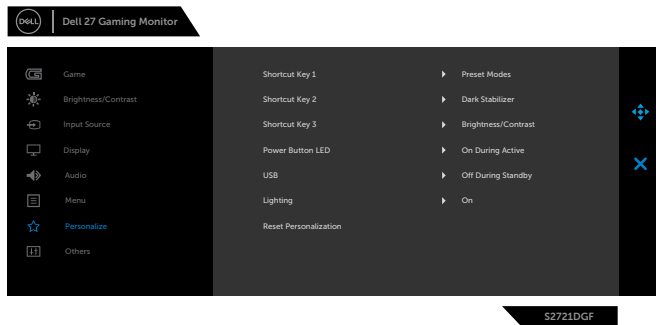 DELL
Dell 27 Gaming Monitor
Game
Shortcut Key 1 Preset Modes
Brightness/Contrast Shortcut Key 2 Dark Stabilizer
Input Source Shortcut Key 3 Brightness/Contrast
Display Power Button LED On During Active
Audio USB Off During Standby
Menu Lighting On
Personalize Reset Personalization
Others
S2721DGF